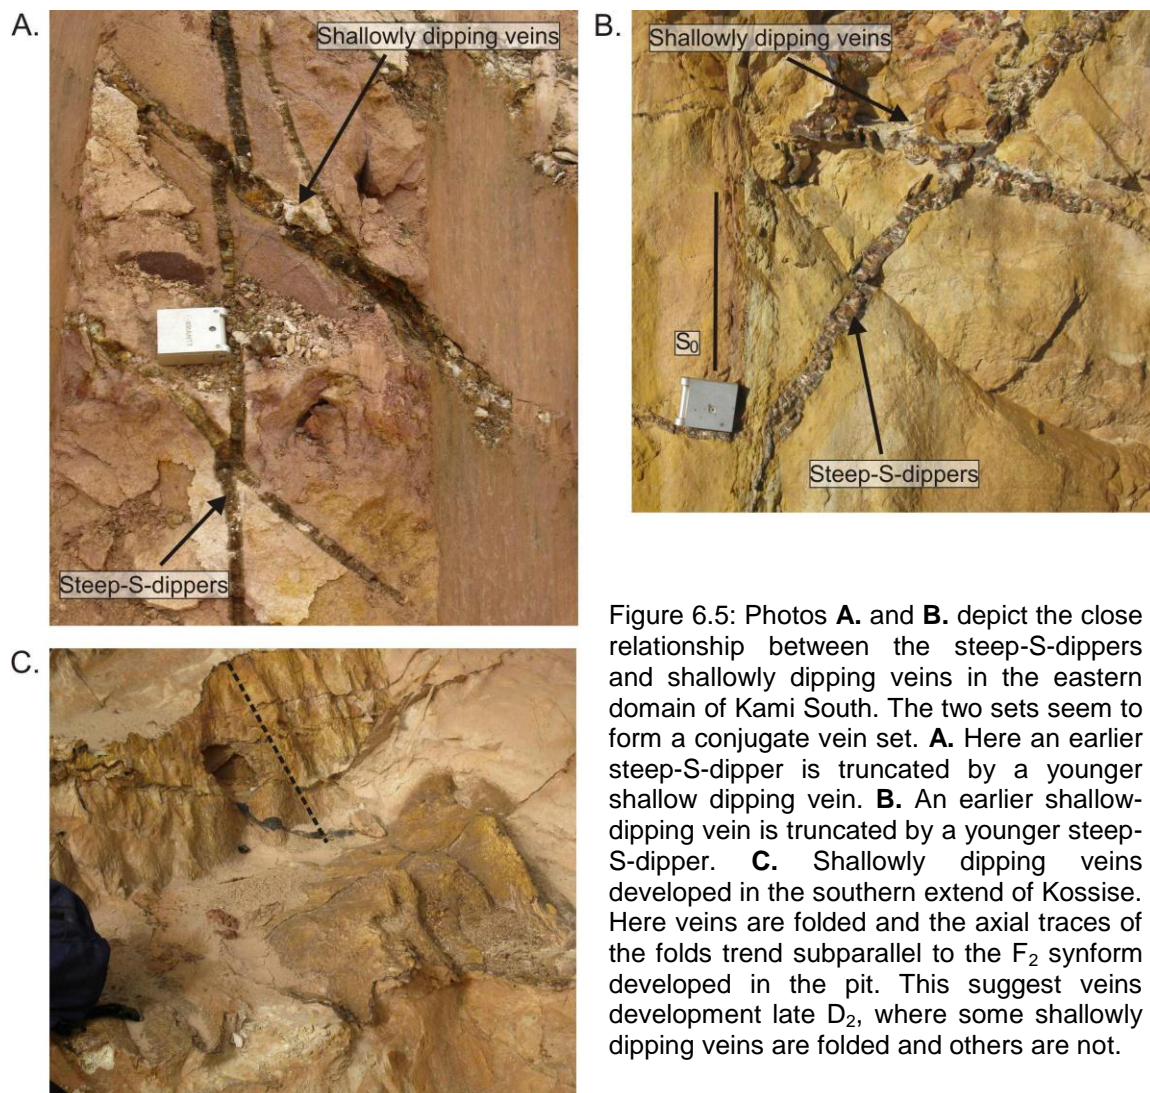 A.
Shallowly dipping veins
Steep-S-dippers
B.
Shallowly dipping veins
S₀
Steep-S-dippers
C.
Figure 6.5: Photos A. and B. depict the close
relationship between the steep-S-dippers
and shallowly dipping veins in the eastern
domain of Kami South. The two sets seem to
form a conjugate vein set. A. Here an earlier
steep-S-dipper is truncated by a younger
shallow dipping vein. B. An earlier shallow-
dipping vein is truncated by a younger steep-
S-dipper. C. Shallowly dipping veins
developed in the southern extend of Kossise.
Here veins are folded and the axial traces of
the folds trend subparallel to the F₂ synform
developed in the pit. This suggest veins
development late D₂, where some shallowly
dipping veins are folded and others are not.